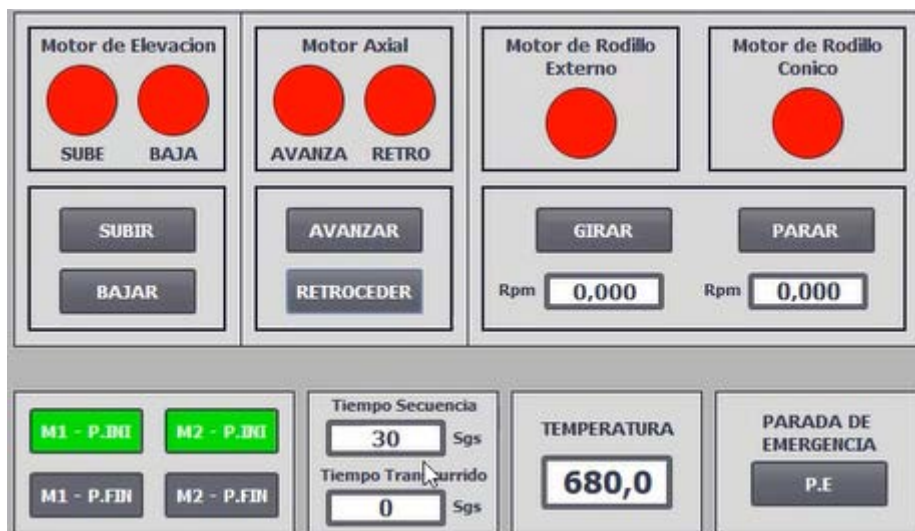 Motor de Elevacion
SUBE BAJA
Motor Axial
AVANZA RETRO
Motor de Rodillo
Externo
Motor de Rodillo
Conico
SUBIR
BAJAR
AVANZAR
RETROCEDER
GIRAR
PARAR
Rpm 0,000
Rpm 0,000
M1 - P.INI
M2 - P.INI
M1 - P.FIN
M2 - P.FIN
Tiempo Secuencia
30 Sgs
Tiempo Trancurrido
0 Sgs
TEMPERATURA
680,0
PARADA DE
EMERGENCIA
P.E